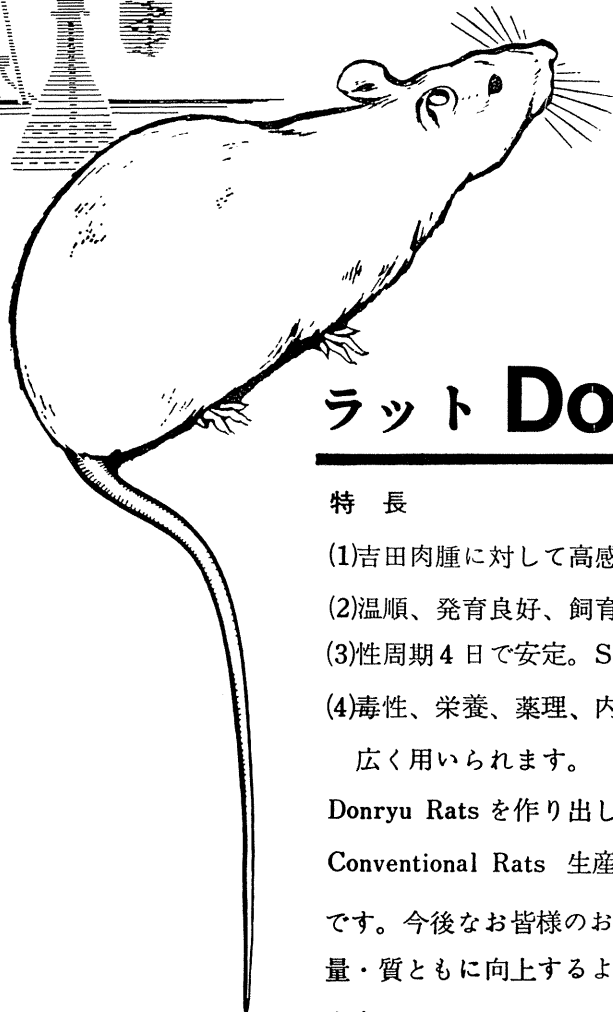 ラット Do
特 長
(1)吉田肉腫に対して高感
(2)温順、発育良好、飼育
(3)性周期4日で安定。S
(4)毒性、栄養、薬理、内
広く用いられます。
Donryu Ratsを作り出し
Conventional Rats 生産
です。今後なお皆様のお
量・質ともに向上するよ